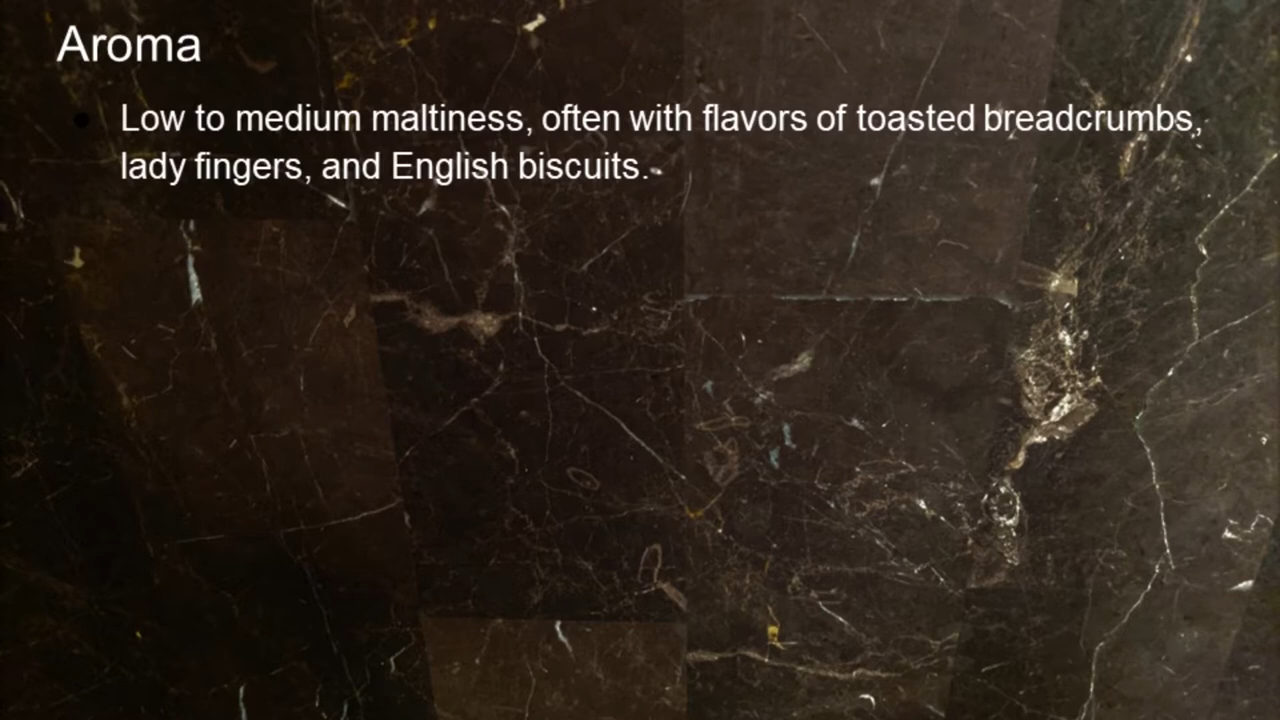 Aroma
Low to medium maltiness, often with flavors of toasted breadcrumbs,
lady fingers, and English biscuits.